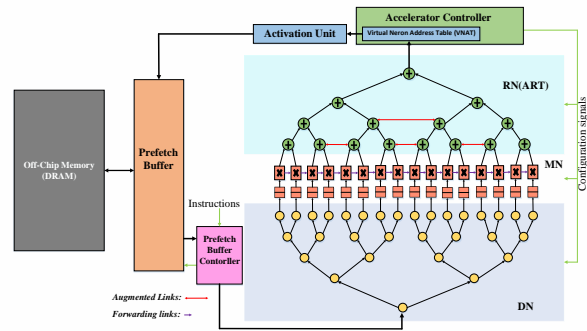 Accelerator Controller
Virtual Neron Address Table (VNAT)
Activation Unit
RN(ART)
Off-Chip Memory
(DRAM)
Prefetch
Buffer
MN
Configuration signals
Instructions
Prefetch
Buffer
Contorller
Augmented Links:
Forwarding links:
DN